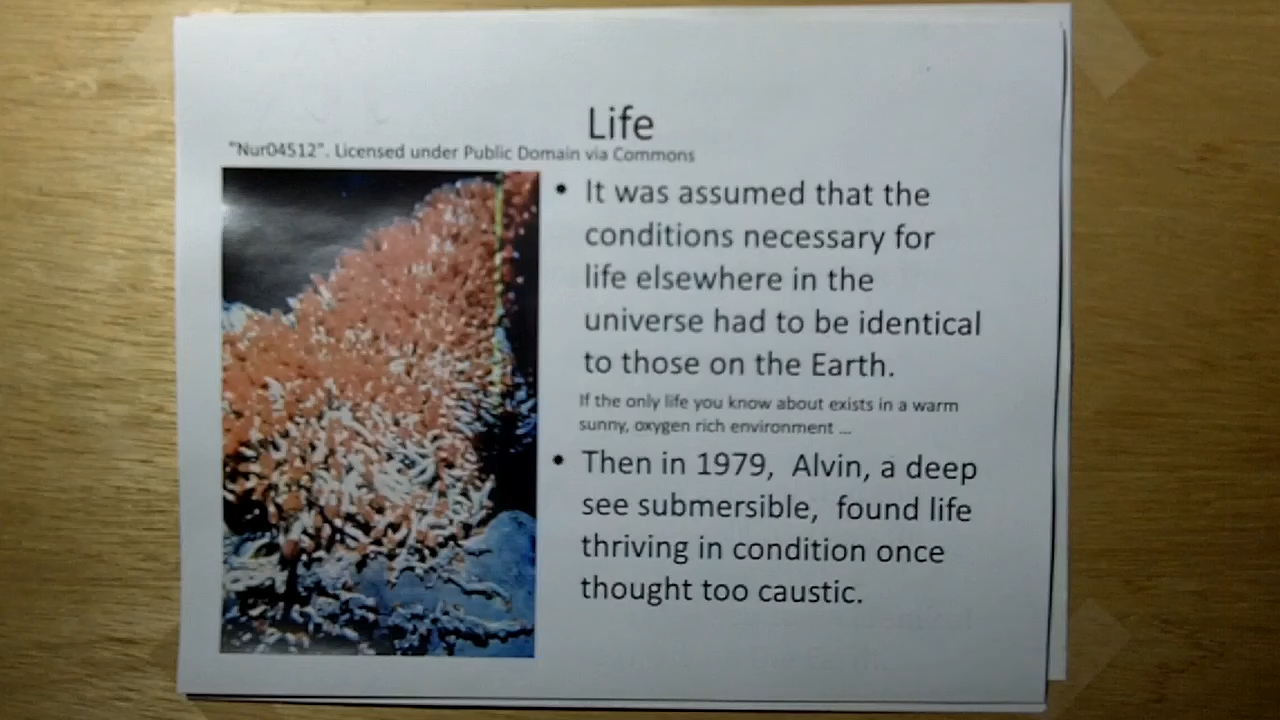 Life
"Nur04512". Licensed under Public Domain via Commons
• It was assumed that the
conditions necessary for
life elsewhere in the
universe had to be identical
to those on the Earth.
If the only life you know about exists in a warm
sunny, oxygen rich environment ...
• Then in 1979, Alvin, a deep
see submersible, found life
thriving in condition once
thought too caustic.